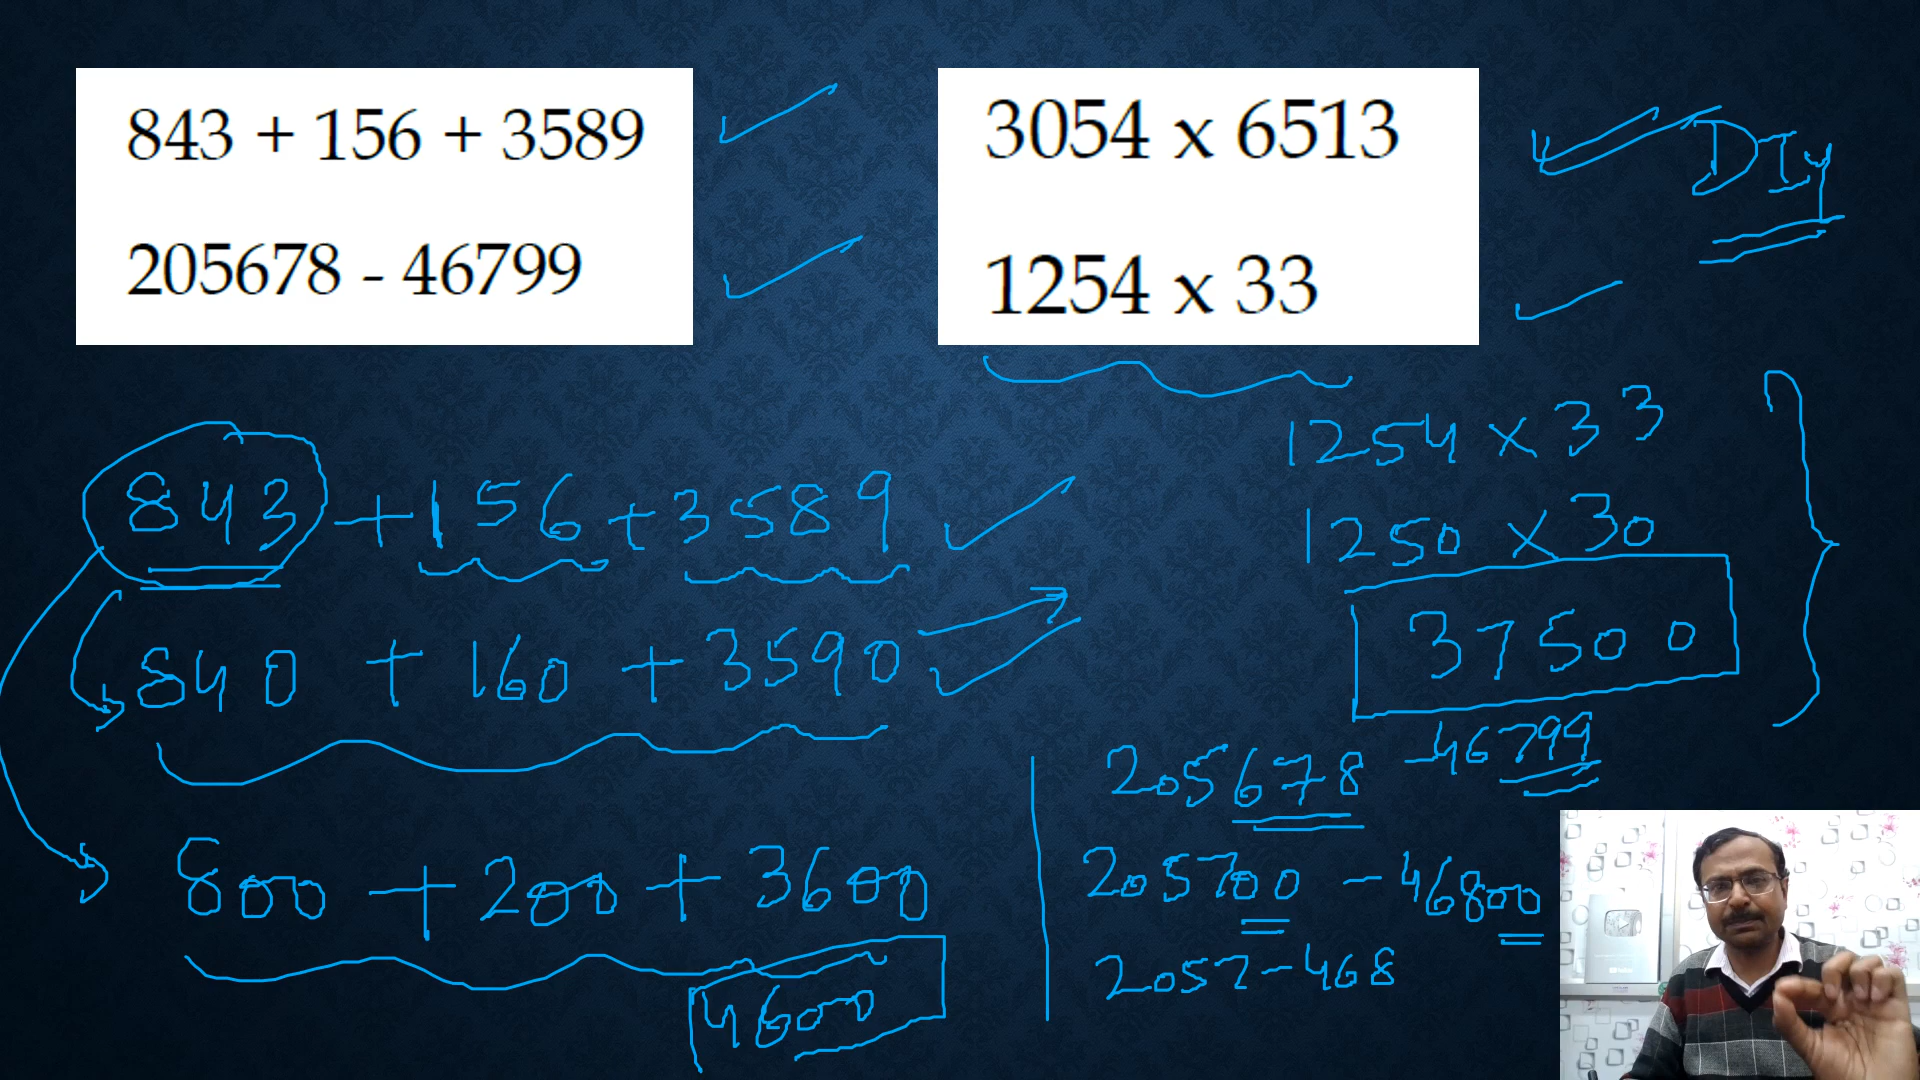 843 + 156 + 3589
205678 - 46799
3054 x 6513
1254 x 33
DIy
843 + 156 + 3589
840 + 160 + 3590
800 + 200 + 3600
4600
1254 x 33
1250 x 30
37500
205678 - 46799
205700 - 46800
2057 - 468